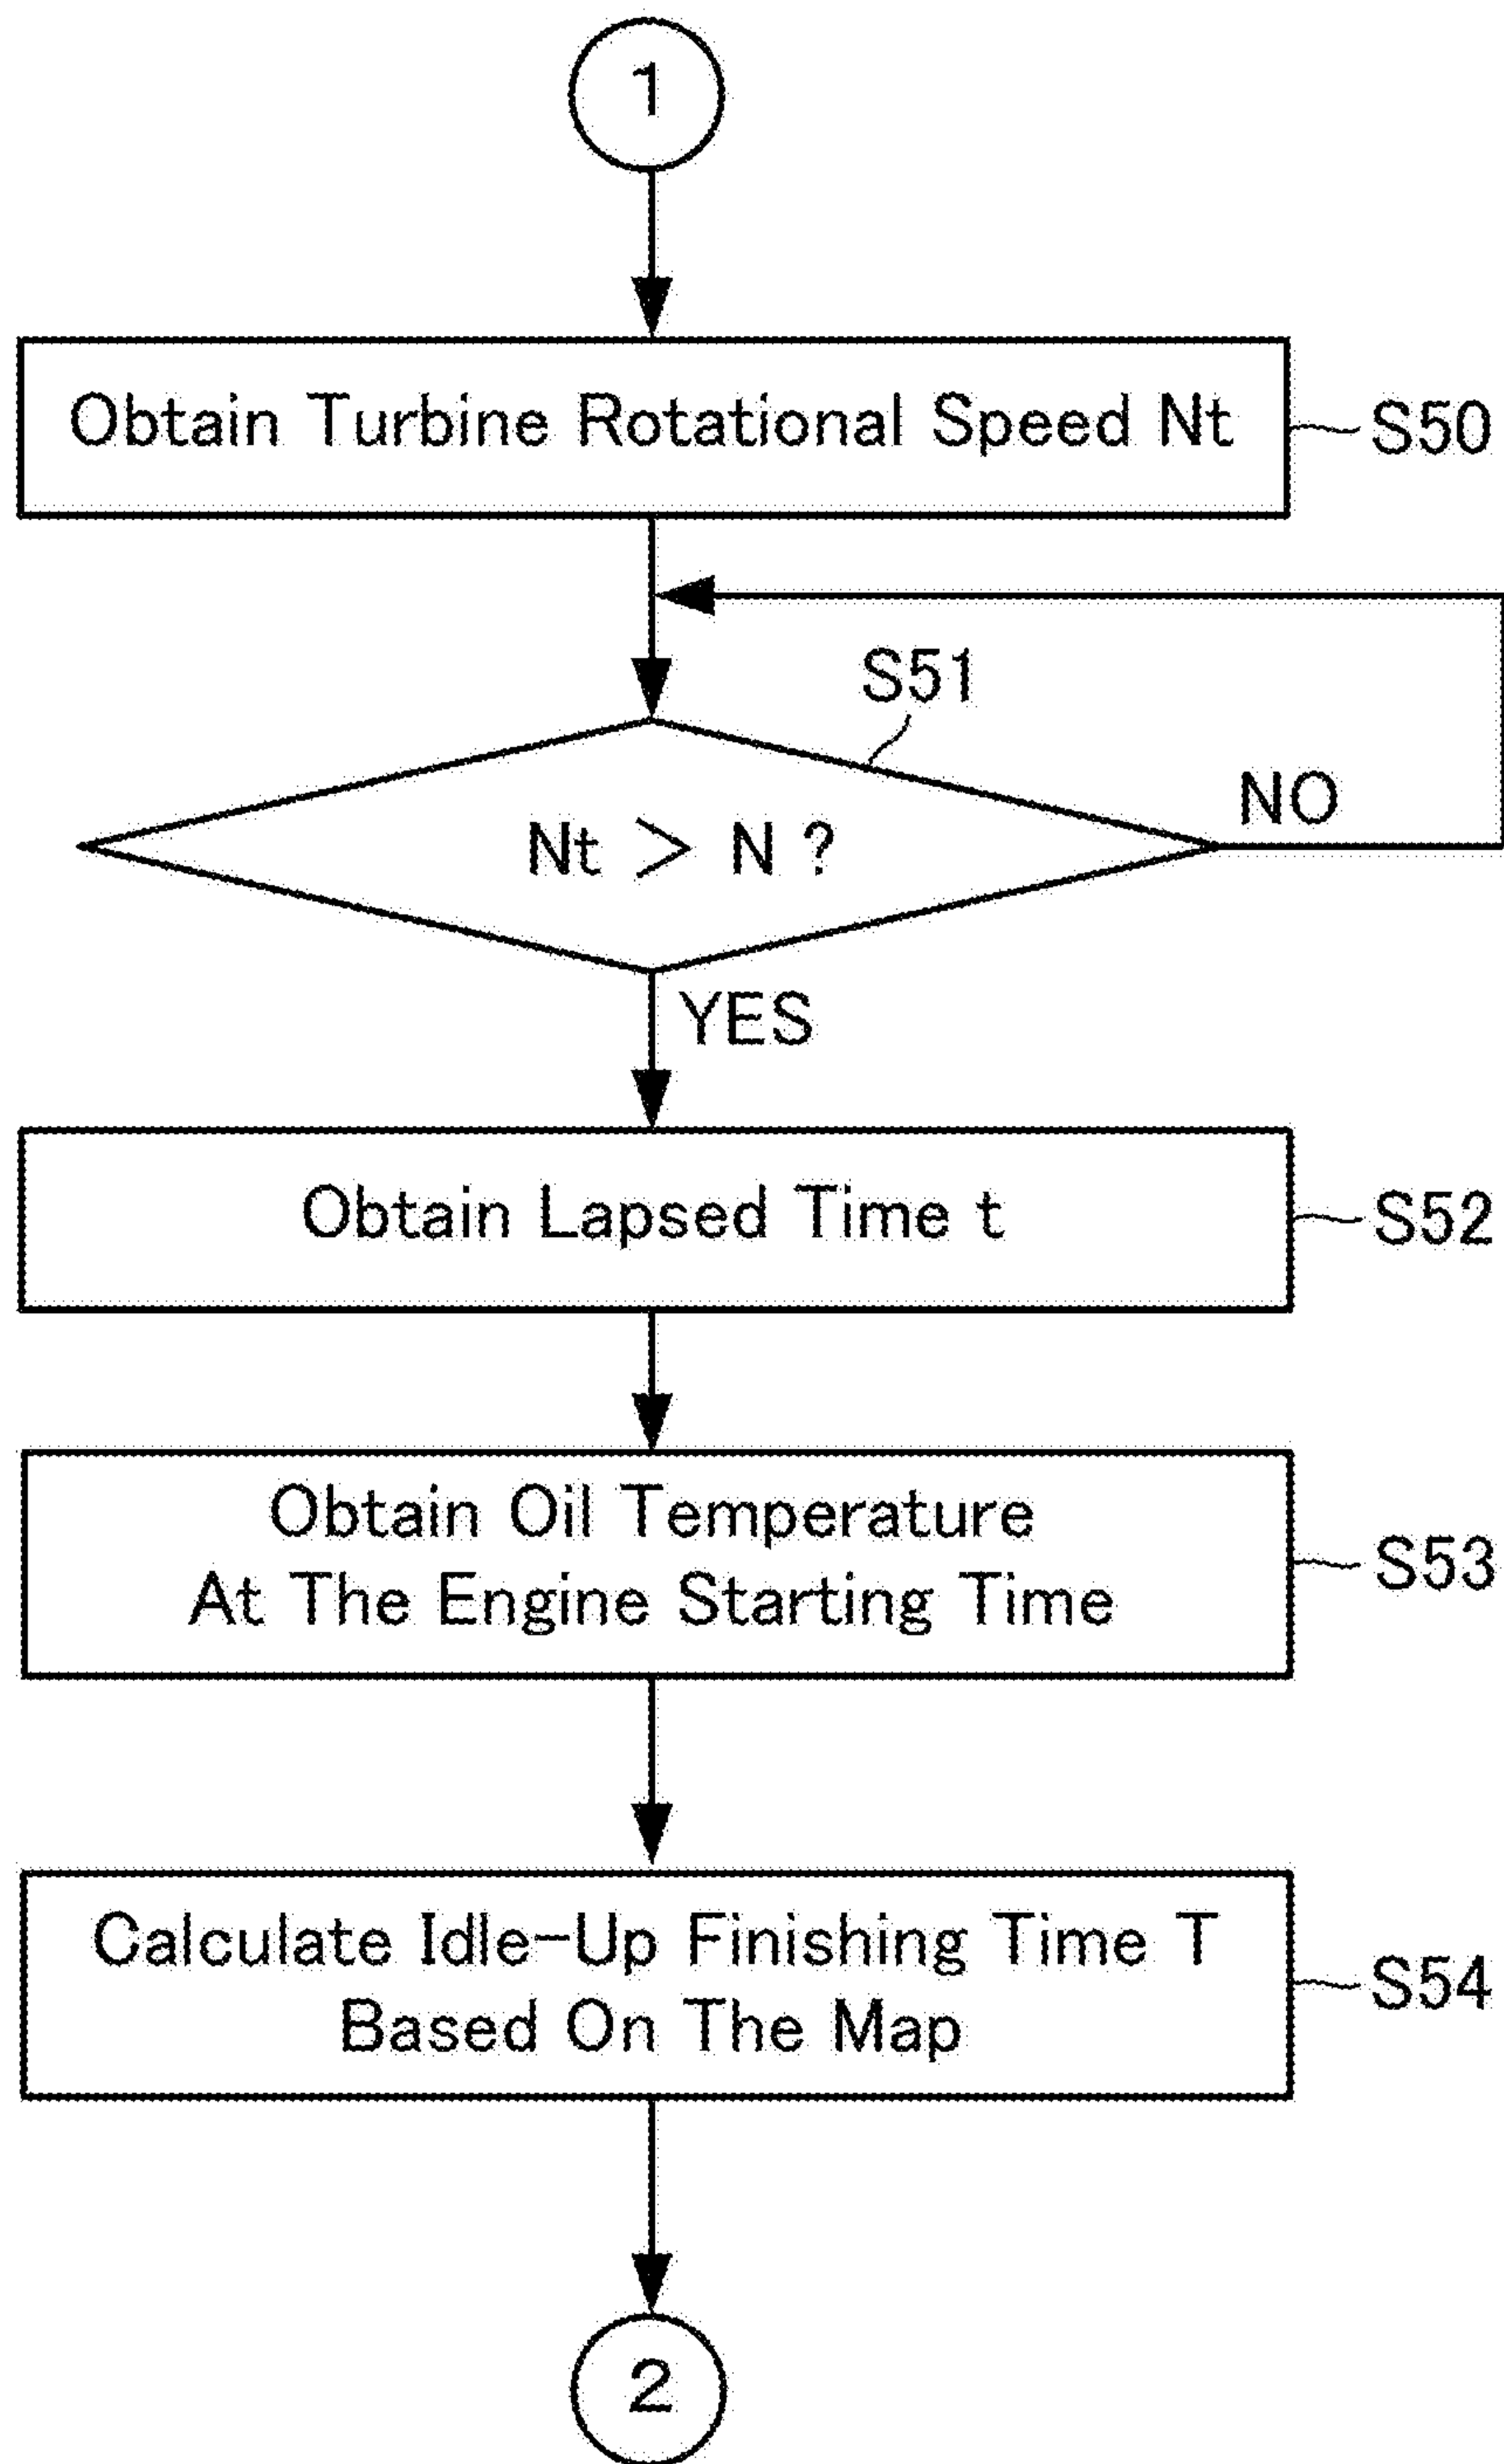 1
Obtain Turbine Rotational Speed Nt
S50
S51
Nt > N ?
NO
YES
Obtain Lapsed Time t
S52
Obtain Oil Temperature
At The Engine Starting Time
S53
Calculate Idle-Up Finishing Time T
Based On The Map
S54
2